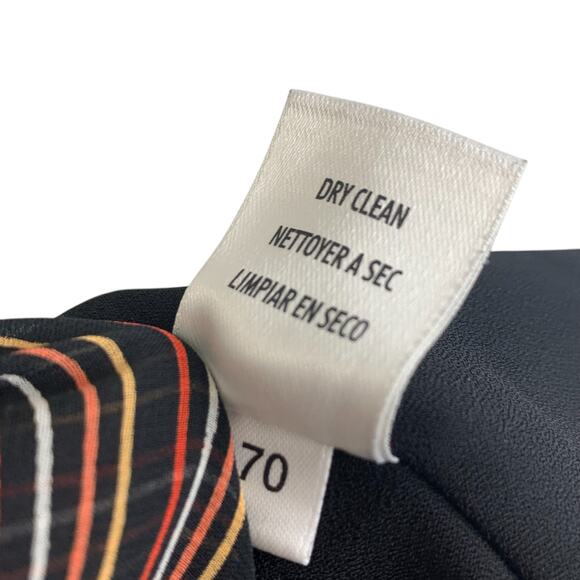 DRY CLEAN
NETTOYER A SEC
LIMPIAR EN SECO
70